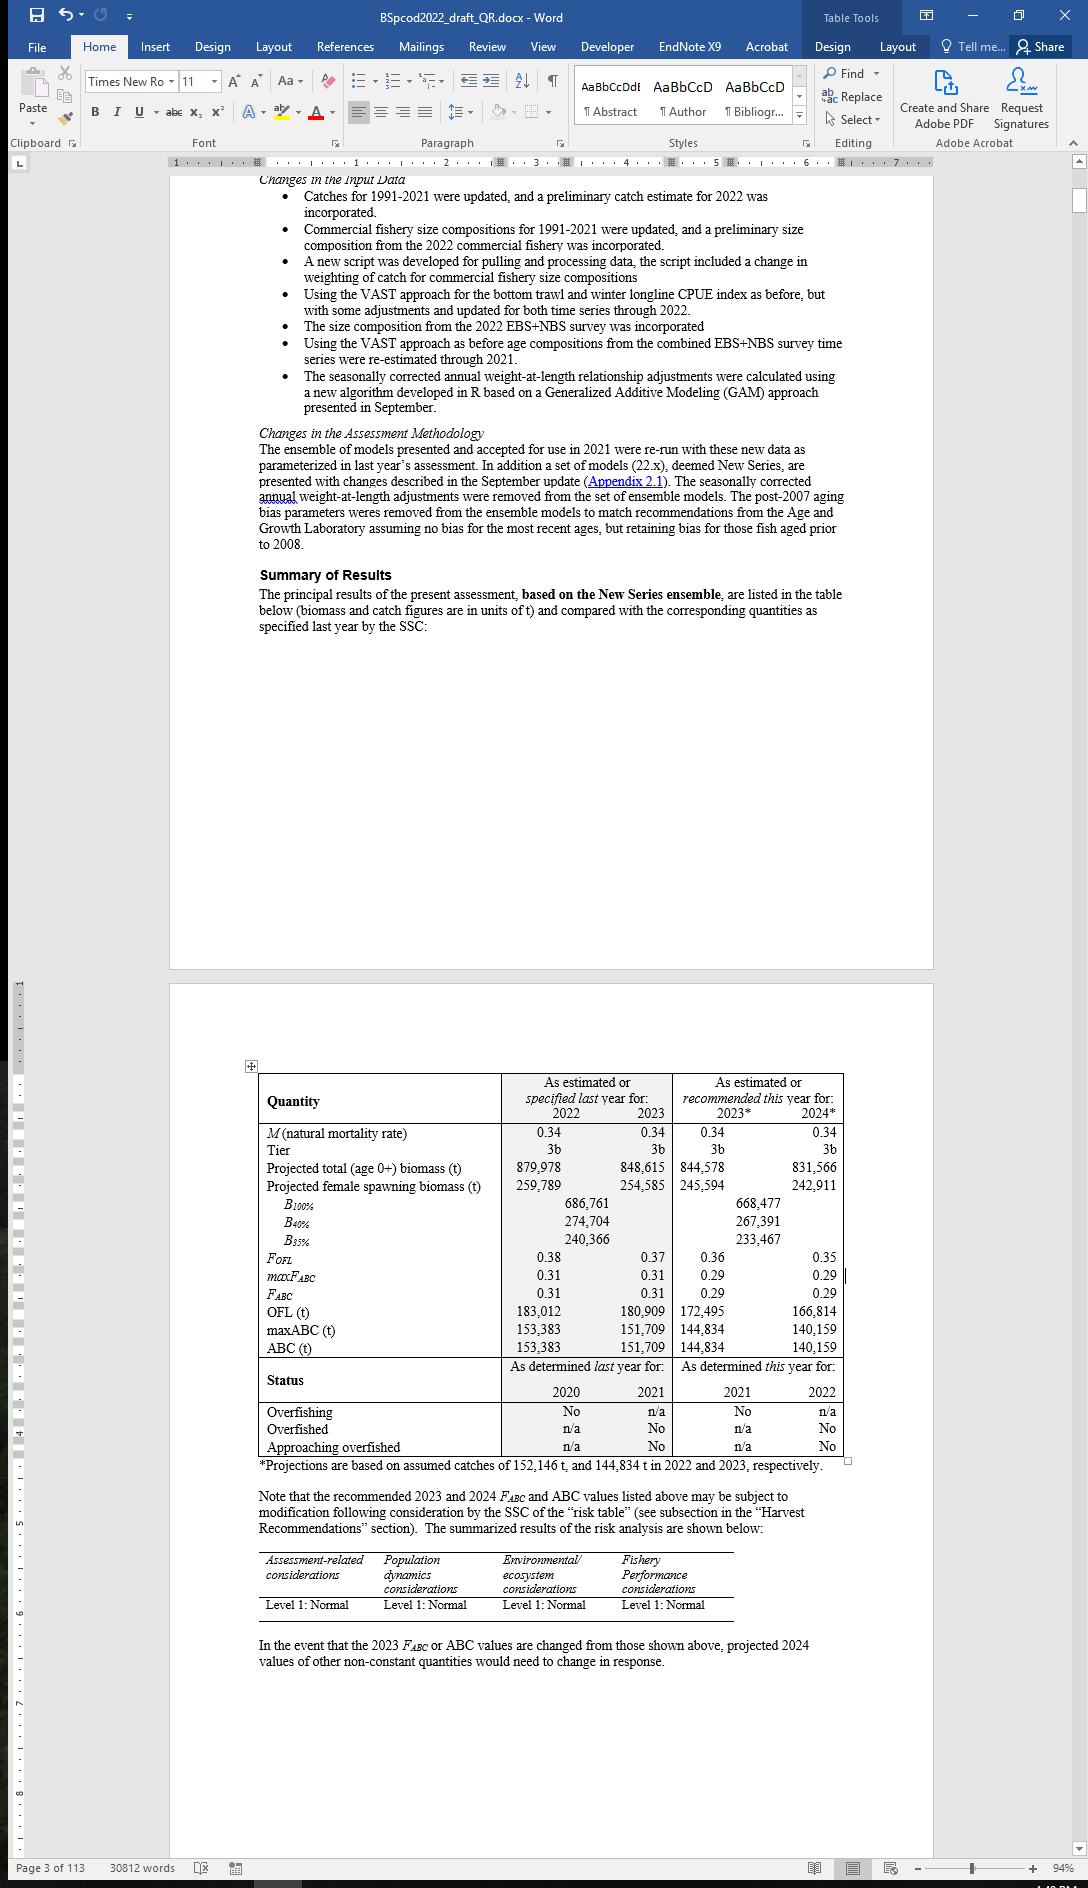 BSpcod2022_draft_QR.docx - Word
Table Tools
File Home Insert Design Layout References Mailings Review View Developer EndNote X9 Acrobat Design Layout Tell me... Share
Paste
Times New Ro 11
B I U abc x₂ x²
AaBbCcDdE AaBbCcD AaBbCcD
¶ Abstract ¶ Author ¶ Bibliogr...
Find
Replace
Select
Create and Share Adobe PDF
Request Signatures
Clipboard Font Paragraph Styles Editing Adobe Acrobat
1 1 2 3 4 5 6 7
Changes in the Input Data
• Catches for 1991-2021 were updated, and a preliminary catch estimate for 2022 was
incorporated.
• Commercial fishery size compositions for 1991-2021 were updated, and a preliminary size
composition from the 2022 commercial fishery was incorporated.
• A new script was developed for pulling and processing data, the script included a change in
weighting of catch for commercial fishery size compositions
• Using the VAST approach for the bottom trawl and winter longline CPUE index as before, but
with some adjustments and updated for both time series through 2022.
• The size composition from the 2022 EBS+NBS survey was incorporated
• Using the VAST approach as before age compositions from the combined EBS+NBS survey time
series were re-estimated through 2021.
• The seasonally corrected annual weight-at-length relationship adjustments were calculated using
a new algorithm developed in R based on a Generalized Additive Modeling (GAM) approach
presented in September.
Changes in the Assessment Methodology
The ensemble of models presented and accepted for use in 2021 were re-run with these new data as
parameterized in last year's assessment. In addition a set of models (22.x), deemed New Series, are
presented with changes described in the September update (Appendix 2.1). The seasonally corrected
annual weight-at-length adjustments were removed from the set of ensemble models. The post-2007 aging
bias parameters weres removed from the ensemble models to match recommendations from the Age and
Growth Laboratory assuming no bias for the most recent ages, but retaining bias for those fish aged prior
to 2008.
Summary of Results
The principal results of the present assessment, based on the New Series ensemble, are listed in the table
below (biomass and catch figures are in units of t) and compared with the corresponding quantities as
specified last year by the SSC:
As estimated or As estimated or
Quantity specified last year for: recommended this year for:
2022 2023 2023* 2024*
M (natural mortality rate) 0.34 0.34 0.34 0.34
Tier 3b 3b 3b 3b
Projected total (age 0+) biomass (t) 879,978 848,615 844,578 831,566
Projected female spawning biomass (t) 259,789 254,585 245,594 242,911
B100% 686,761 668,477
B40% 274,704 267,391
B35% 240,366 233,467
FOFL 0.38 0.37 0.36 0.35
maxFABC 0.31 0.31 0.29 0.29
FABC 0.31 0.31 0.29 0.29
OFL (t) 183,012 180,909 172,495 166,814
maxABC (t) 153,383 151,709 144,834 140,159
ABC (t) 153,383 151,709 144,834 140,159
Status As determined last year for: As determined this year for:
2020 2021 2021 2022
Overfishing No n/a No n/a
Overfished n/a No n/a No
Approaching overfished n/a No n/a No
*Projections are based on assumed catches of 152,146 t, and 144,834 t in 2022 and 2023, respectively.
Note that the recommended 2023 and 2024 FABC and ABC values listed above may be subject to
modification following consideration by the SSC of the “risk table” (see subsection in the “Harvest
Recommendations” section). The summarized results of the risk analysis are shown below:
Assessment-related Population Environmental/ Fishery
considerations dynamics ecosystem Performance
considerations considerations considerations
Level 1: Normal Level 1: Normal Level 1: Normal Level 1: Normal
In the event that the 2023 FABC or ABC values are changed from those shown above, projected 2024
values of other non-constant quantities would need to change in response.
Page 3 of 113 30812 words 94%